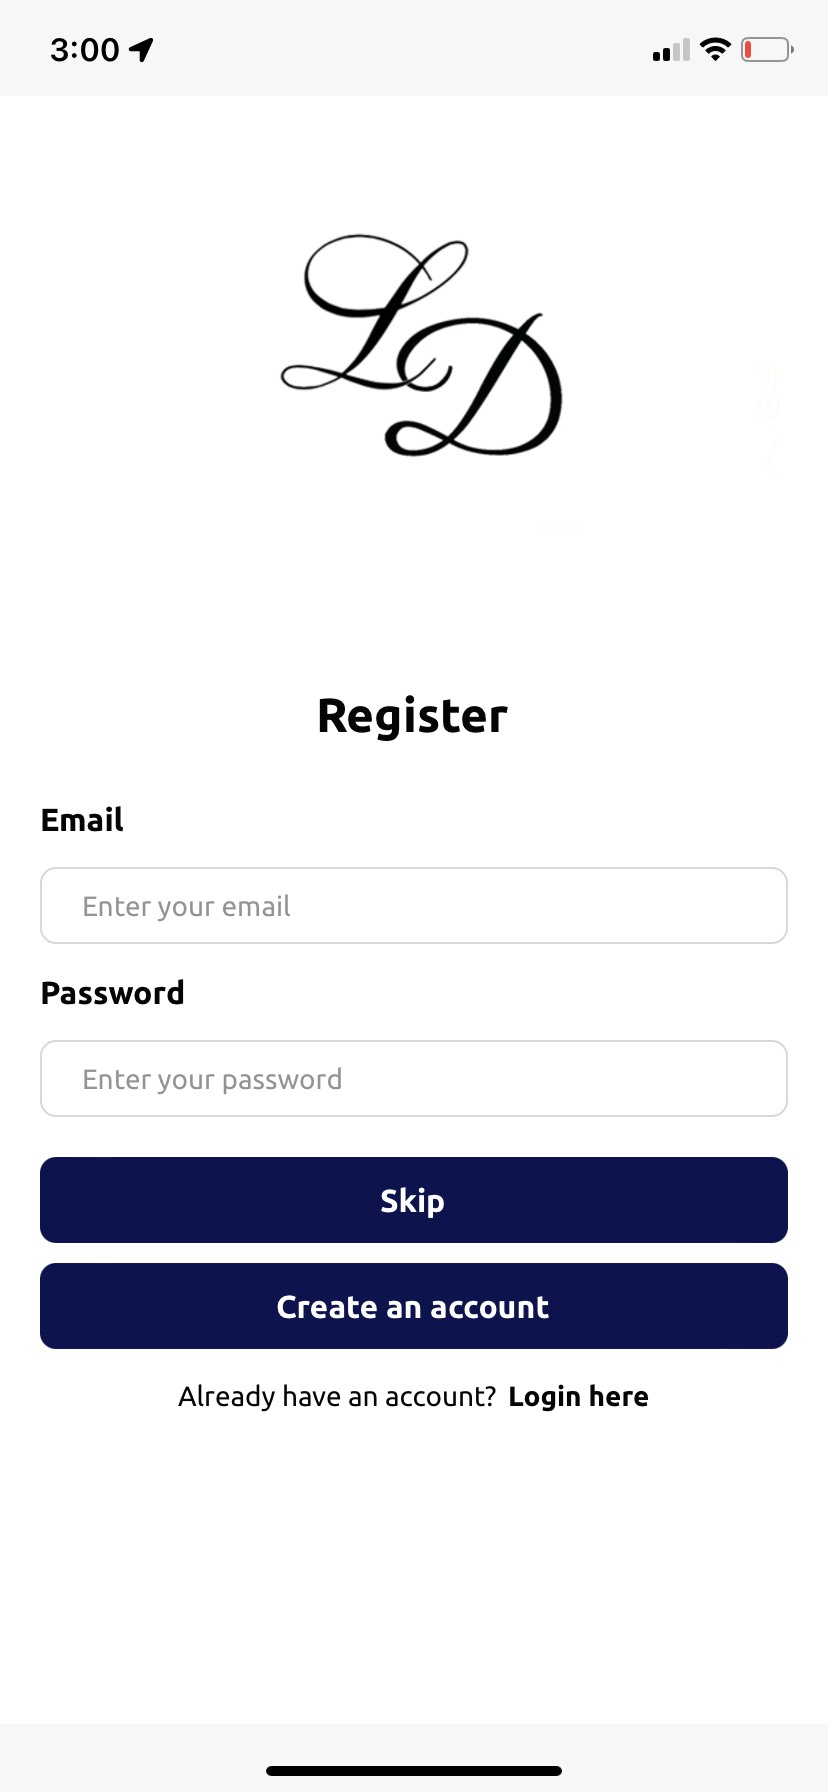 3:00
LD
Register
Email
Enter your email
Password
Enter your password
Skip
Create an account
Already have an account? Login here